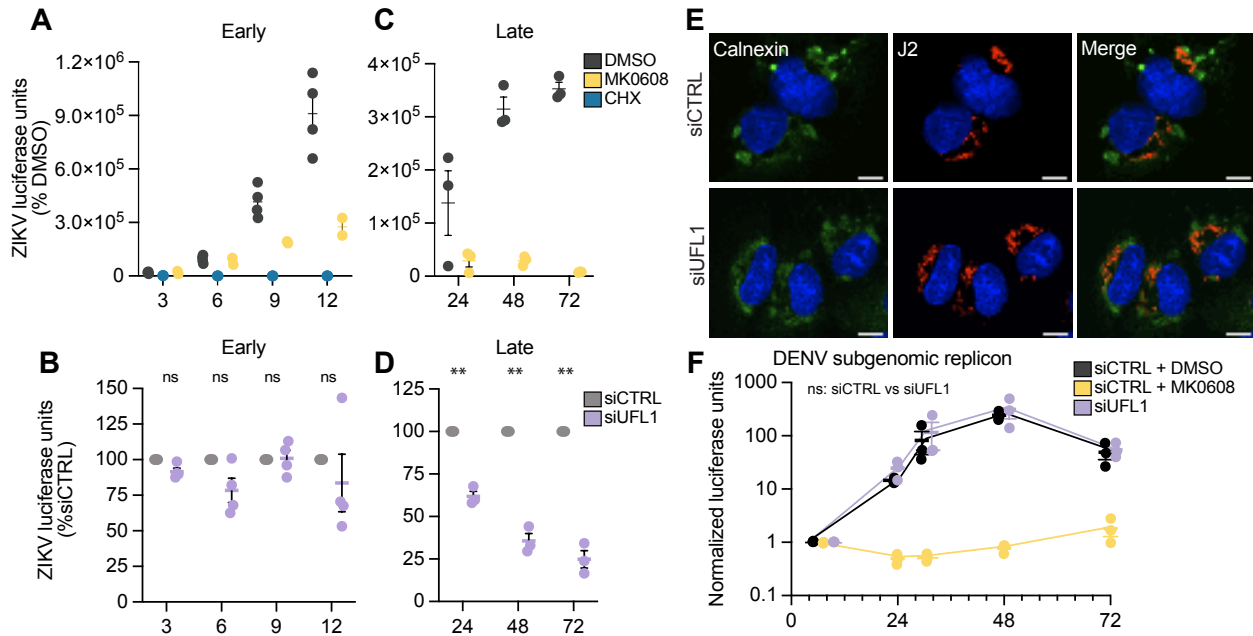 A
Early
ZIKV luciferase units
(% DMSO)
1.2×10⁶
9.0×10⁵
6.0×10⁵
3.0×10⁵
0
3
6
9
12
C
Late
4×10⁵
3×10⁵
2×10⁵
1×10⁵
0
24
48
72
DMSO
MK0608
CHX
E
Calnexin
J2
Merge
siCTRL
siUFL1
B
Early
ZIKV luciferase units
(%siCTRL)
ns
ns
ns
ns
150
125
100
75
50
25
0
3
6
9
12
D
Late
**
**
**
125
100
75
50
25
0
24
48
72
siCTRL
siUFL1
F
DENV subgenomic replicon
ns: siCTRL vs siUFL1
Normalized luciferase units
1000
100
10
1
0.1
0
24
48
72
siCTRL + DMSO
siCTRL + MK0608
siUFL1